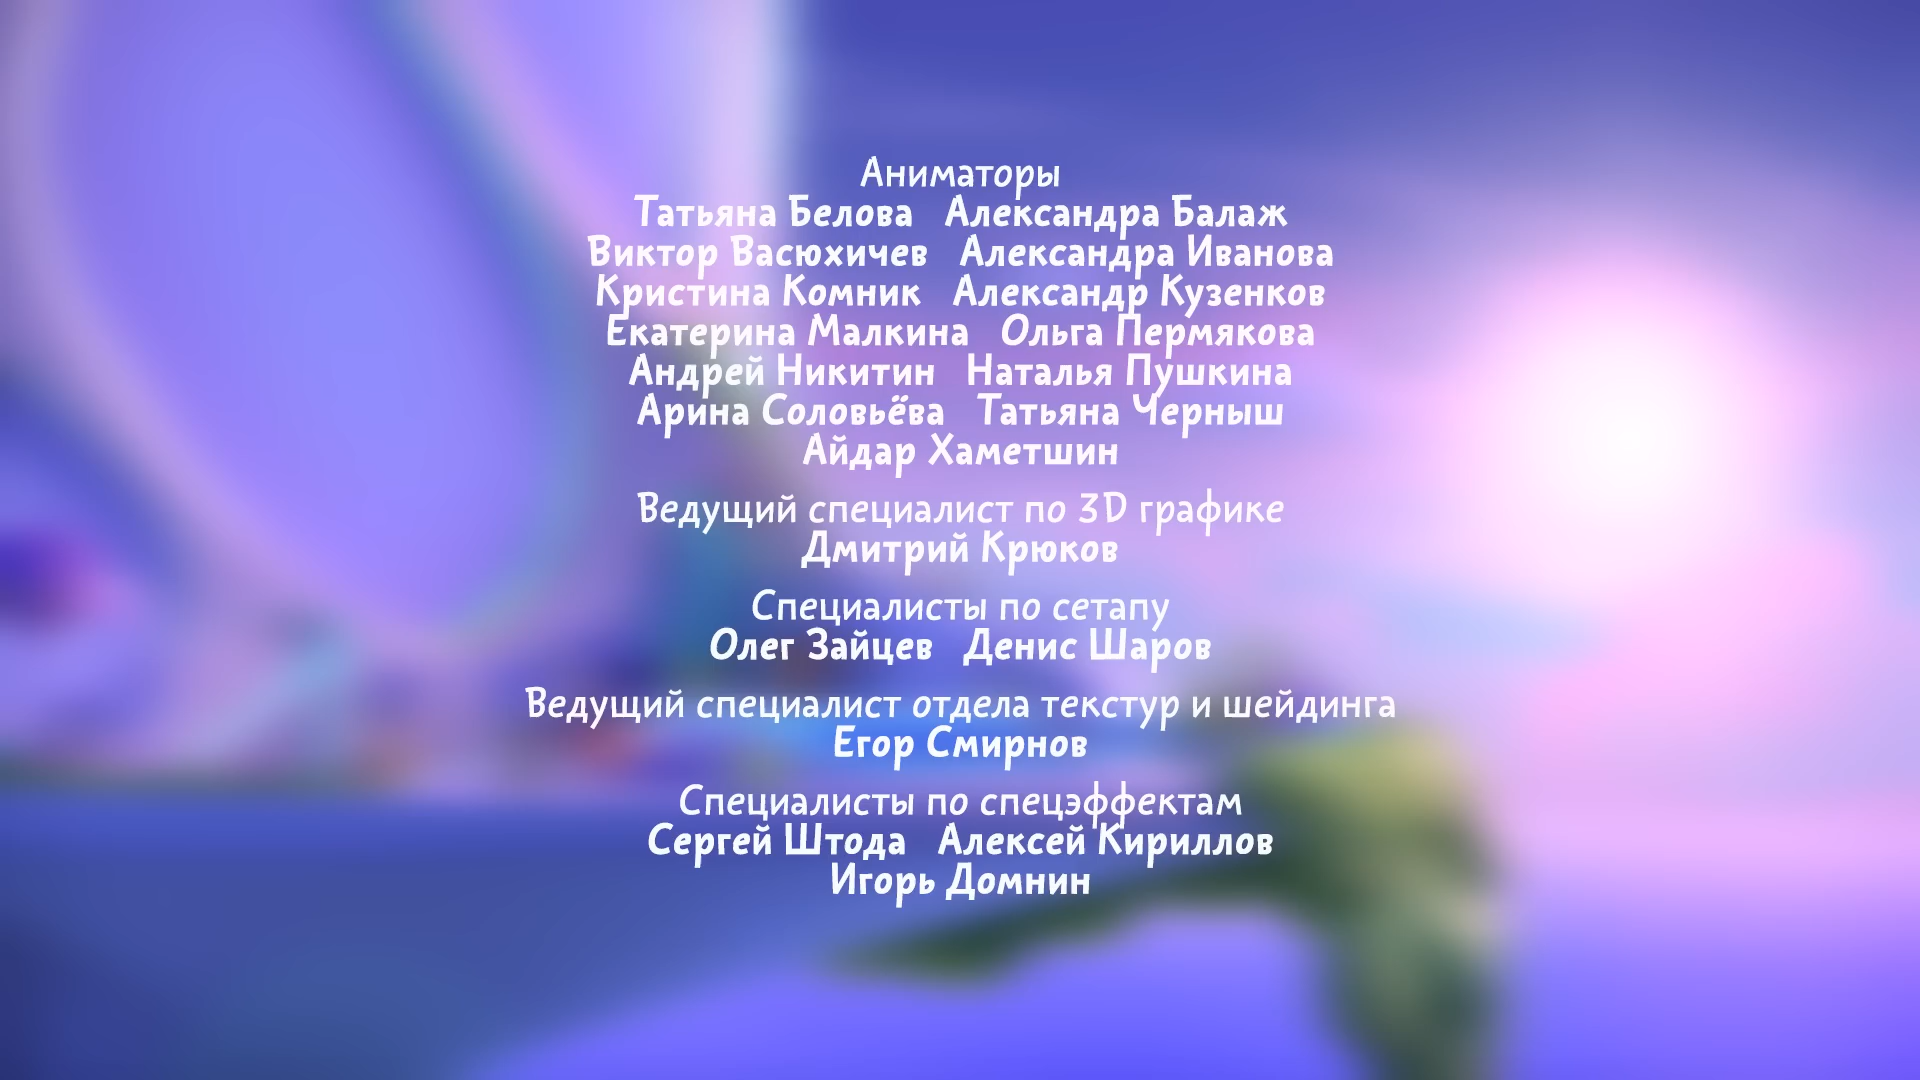 Аниматоры
Татьяна Белова Александра Балаж
Виктор Васюхичев Александра Иванова
Кристина Комник Александр Кузенков
Екатерина Малкина Ольга Пермякова
Андрей Никитин Наталья Пушкина
Арина Соловьёва Татьяна Черныш
Айдар Хаметшин
Ведущий специалист по 3D графике
Дмитрий Крюков
Специалисты по сетапу
Олег Зайцев Денис Шаров
Ведущий специалист отдела текстур и шейдинга
Егор Смирнов
Специалисты по спецэффектам
Сергей Штода Алексей Кириллов
Игорь Домнин